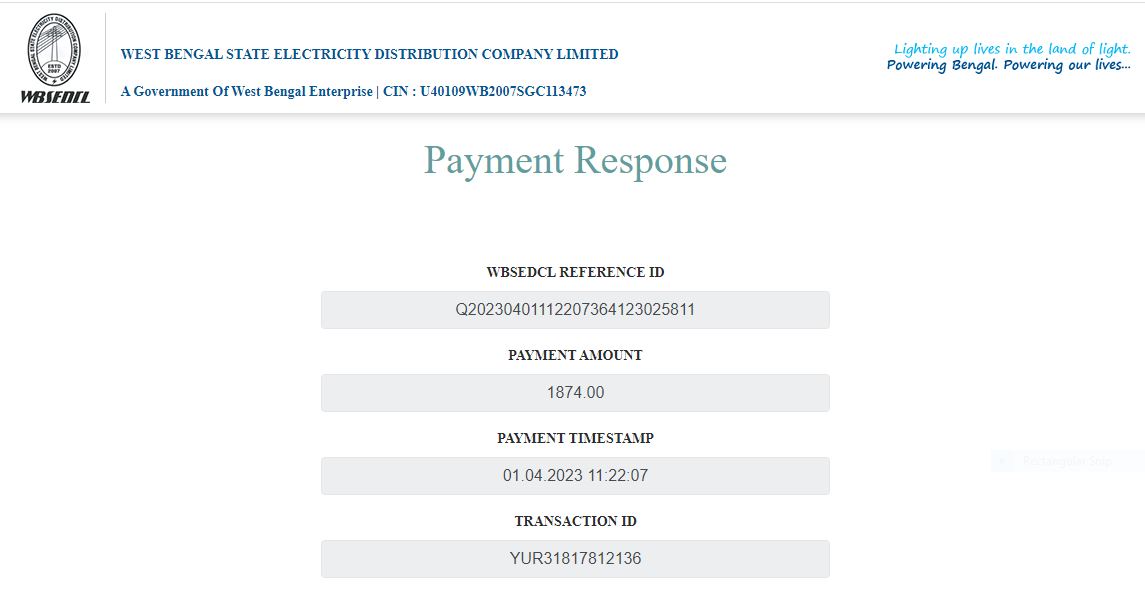 WEST BENGAL STATE ELECTRICITY DISTRIBUTION COMPANY LIMITED
ESTD
2007
WBSEDCL
WEST BENGAL STATE ELECTRICITY DISTRIBUTION COMPANY LIMITED
A Government Of West Bengal Enterprise | CIN : U40109WB2007SGC113473
Lighting up lives in the land of light.
Powering Bengal. Powering our lives...
Payment Response
WBSEDCL REFERENCE ID
Q20230401112207364123025811
PAYMENT AMOUNT
1874.00
PAYMENT TIMESTAMP
01.04.2023 11:22:07
Rectangular Snip
TRANSACTION ID
YUR31817812136